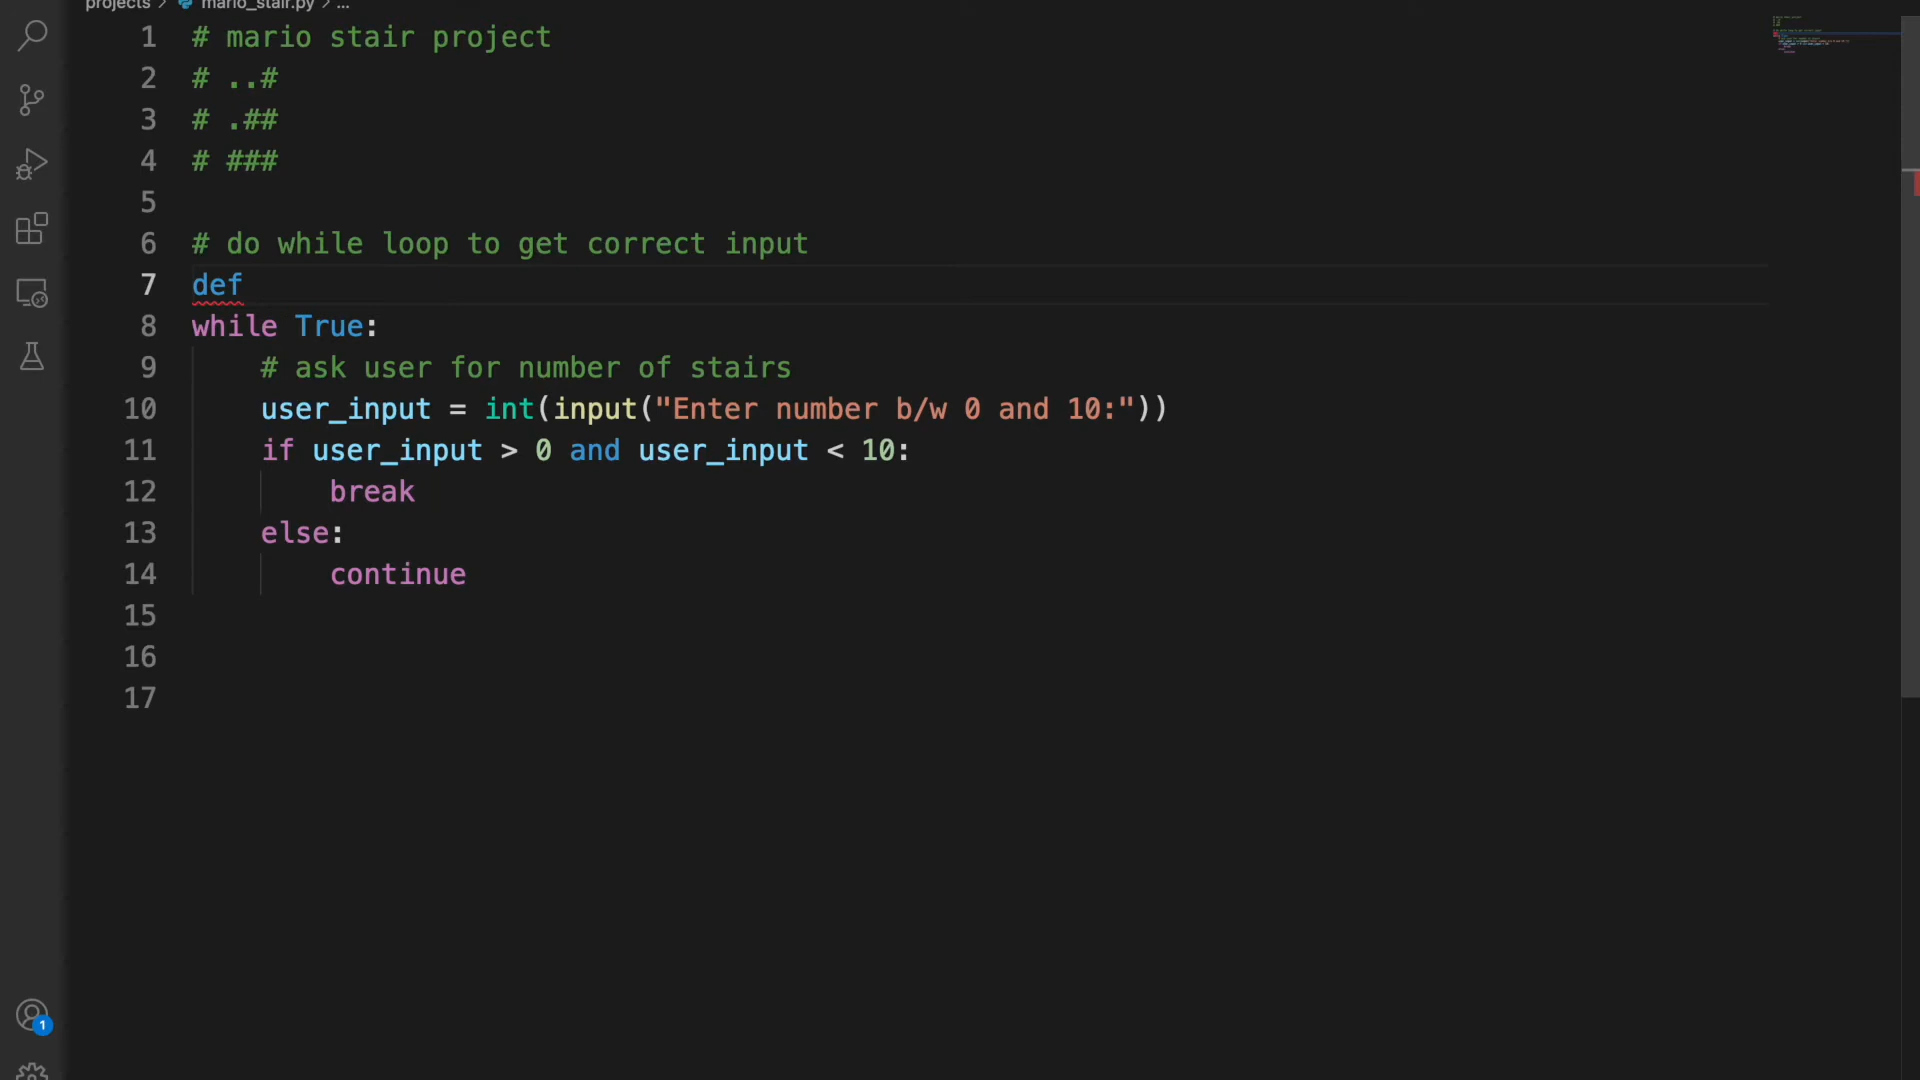 projects > mario_stair.py > ...
1 # mario stair project
2 # ..#
3 # .##
4 # ###
5
6 # do while loop to get correct input
7 def
8 while True:
9 # ask user for number of stairs
10 user_input = int(input("Enter number b/w 0 and 10:"))
11 if user_input > 0 and user_input < 10:
12 break
13 else:
14 continue
15
16
17
1